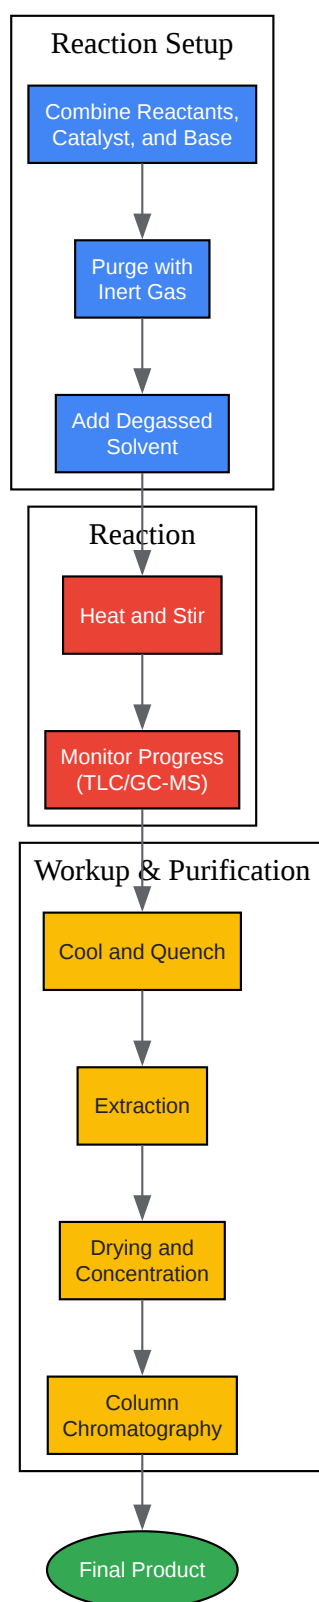 Reaction Setup
Combine Reactants,
Catalyst, and Base
Purge with
Inert Gas
Add Degassed
Solvent
Reaction
Heat and Stir
Monitor Progress
(TLC/GC-MS)
Workup & Purification
Cool and Quench
Extraction
Drying and
Concentration
Column
Chromatography
Final Product